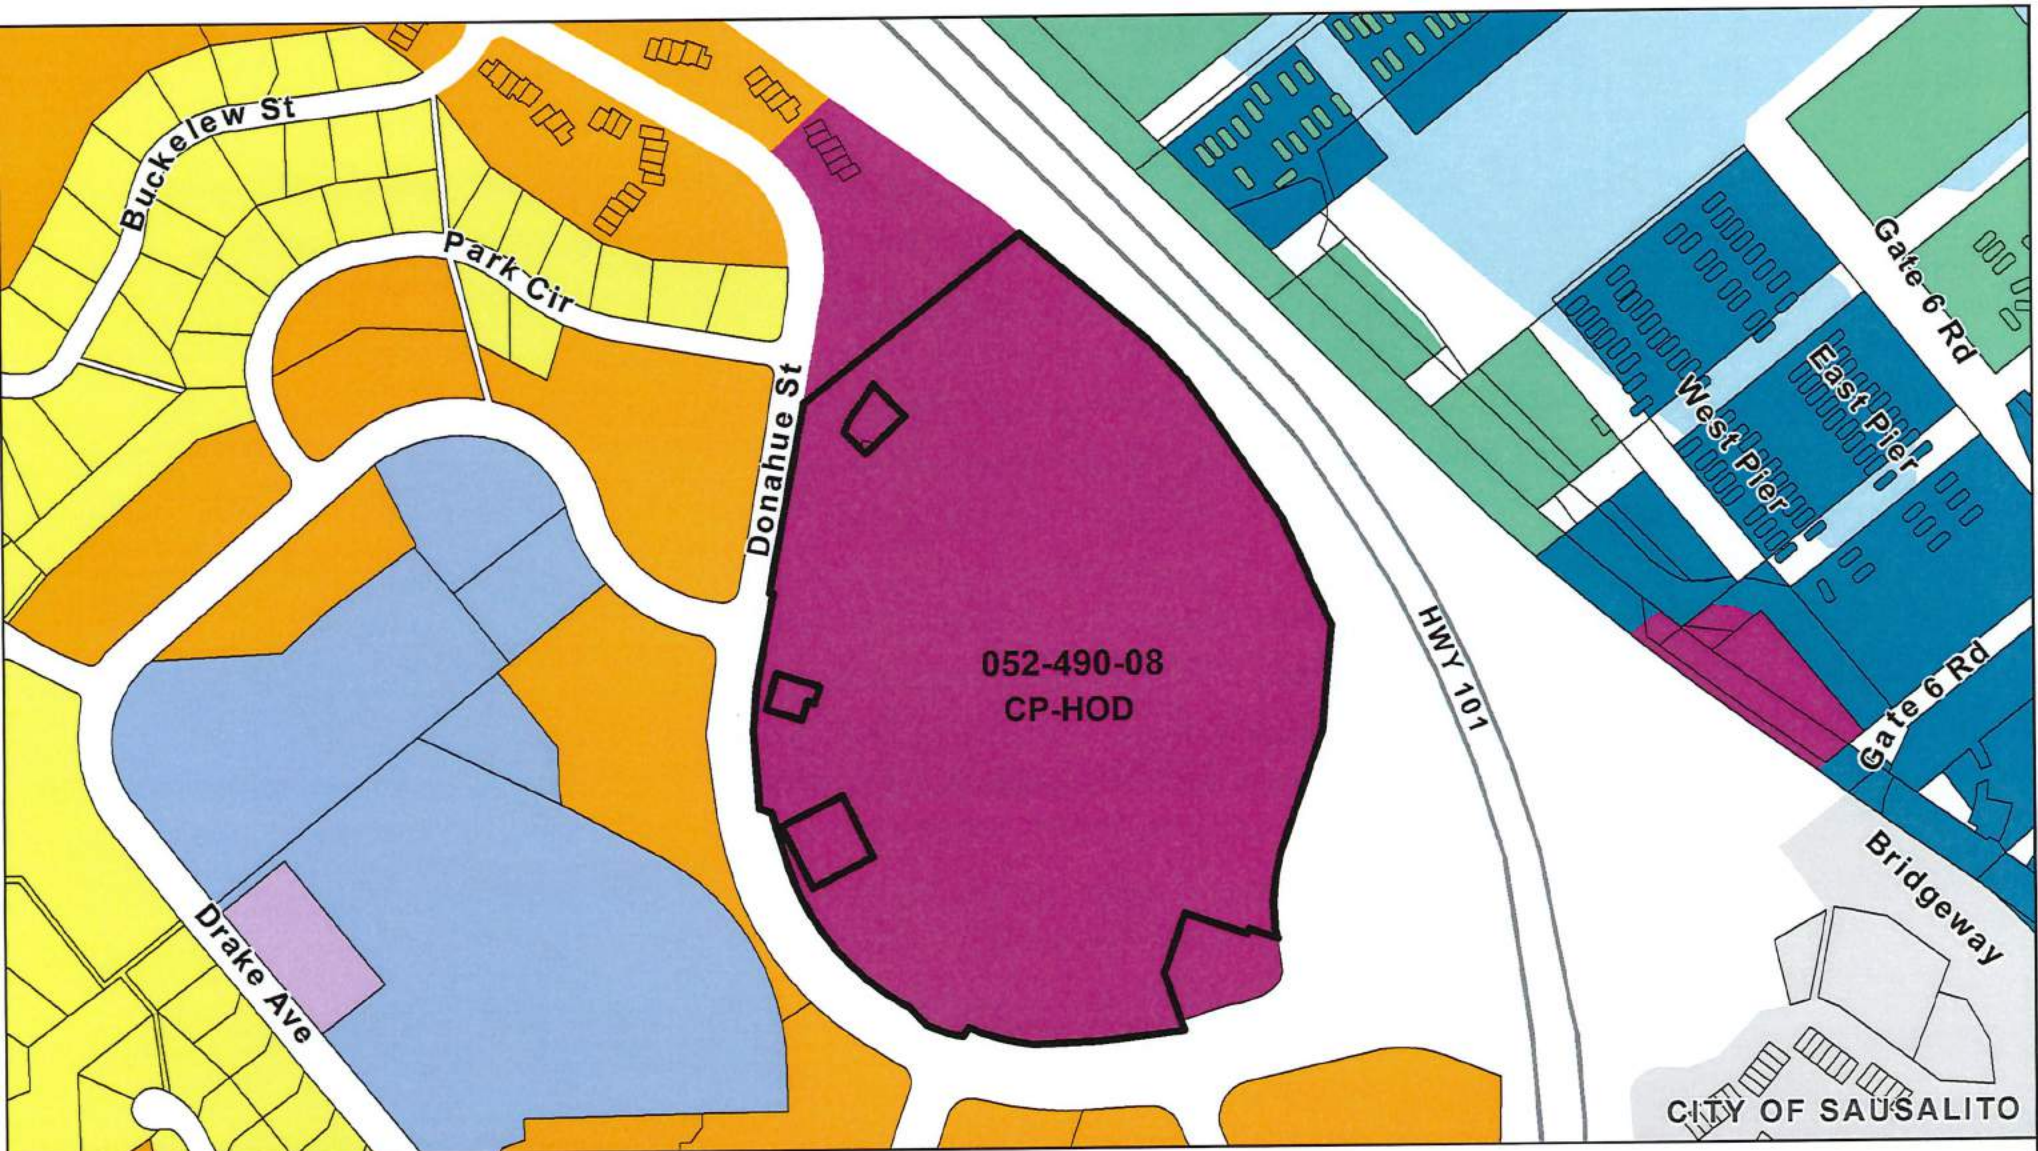 Buckelew St
Park Cir
Donahue St
Gate 6 Rd
East Pier
West Pier
052-490-08
CP-HOD
HWY 101
Gate 6 Rd
Bridgeway
Drake Ave
CITY OF SAUSALITO